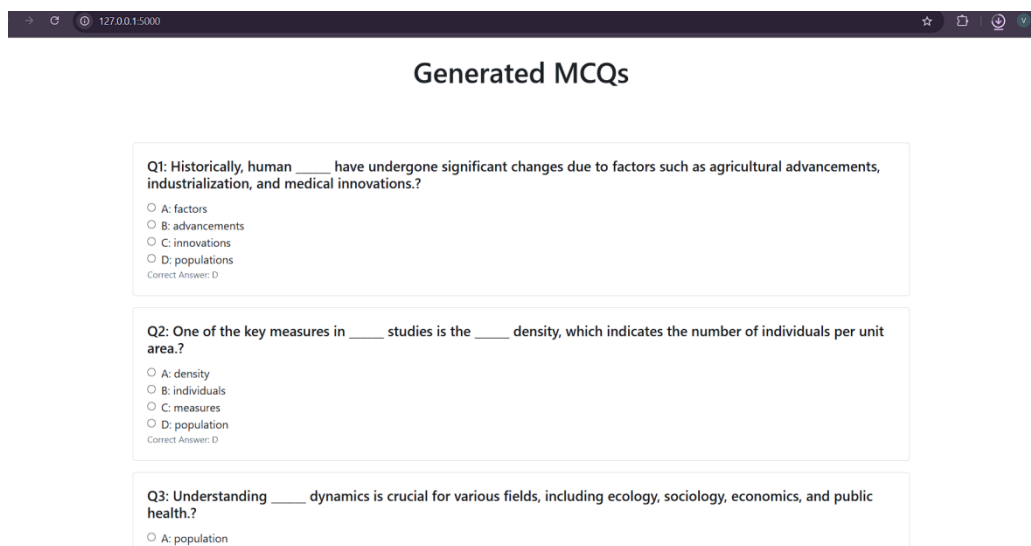 127.0.0.1:5000
V
Generated MCQs
Q1: Historically, human _____ have undergone significant changes due to factors such as agricultural advancements,
industrialization, and medical innovations.?
A: factors
B: advancements
C: innovations
D: populations
Correct Answer: D
Q2: One of the key measures in _____ studies is the _____ density, which indicates the number of individuals per unit
area.?
A: density
B: individuals
C: measures
D: population
Correct Answer: D
Q3: Understanding _____ dynamics is crucial for various fields, including ecology, sociology, economics, and public
health.?
A: population